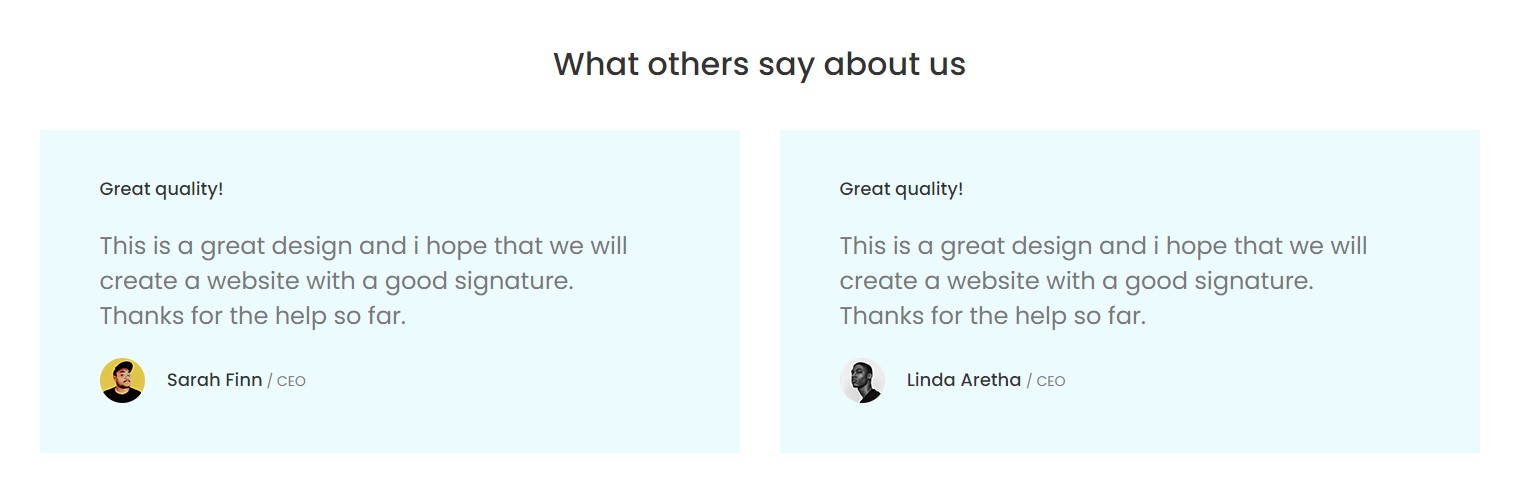 What others say about us
Great quality!
This is a great design and i hope that we will
create a website with a good signature.
Thanks for the help so far.
Sarah Finn / CEO
Great quality!
This is a great design and i hope that we will
create a website with a good signature.
Thanks for the help so far.
Linda Aretha / CEO